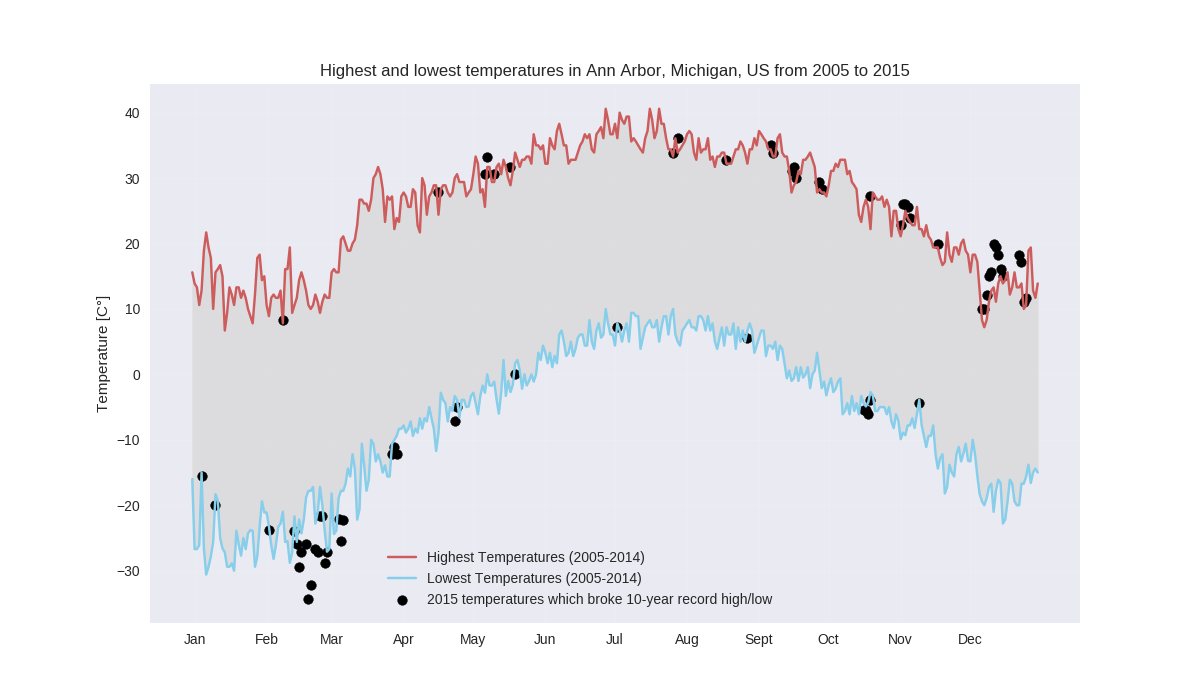 Highest and lowest temperatures in Ann Arbor, Michigan, US from 2005 to 2015
Temperature [C°]
40
30
20
10
0
−10
−20
−30
Highest Temperatures (2005-2014)
Lowest Temperatures (2005-2014)
2015 temperatures which broke 10-year record high/low
Jan Feb Mar Apr May Jun Jul Aug Sept Oct Nov Dec